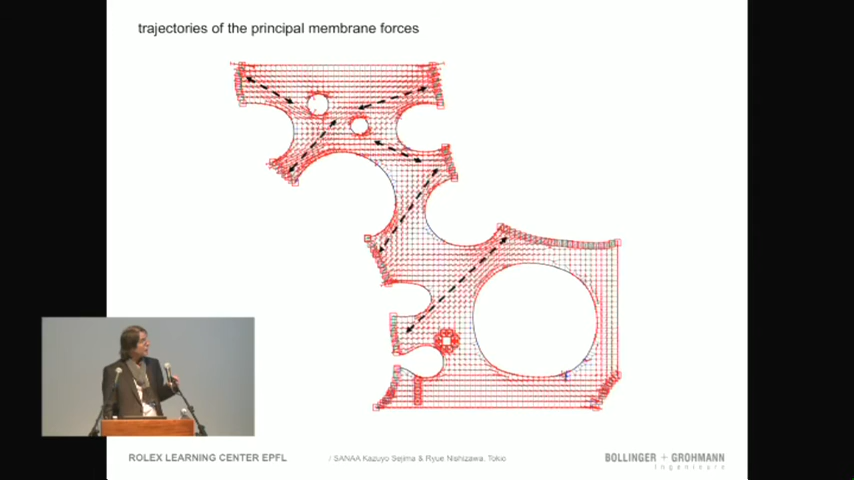 trajectories of the principal membrane forces
ROLEX LEARNING CENTER EPFL
/ SANAA Kazuyo Sejima & Ryue Nishizawa, Tokio
BOLLINGER + GROHMANN
Ingenieure